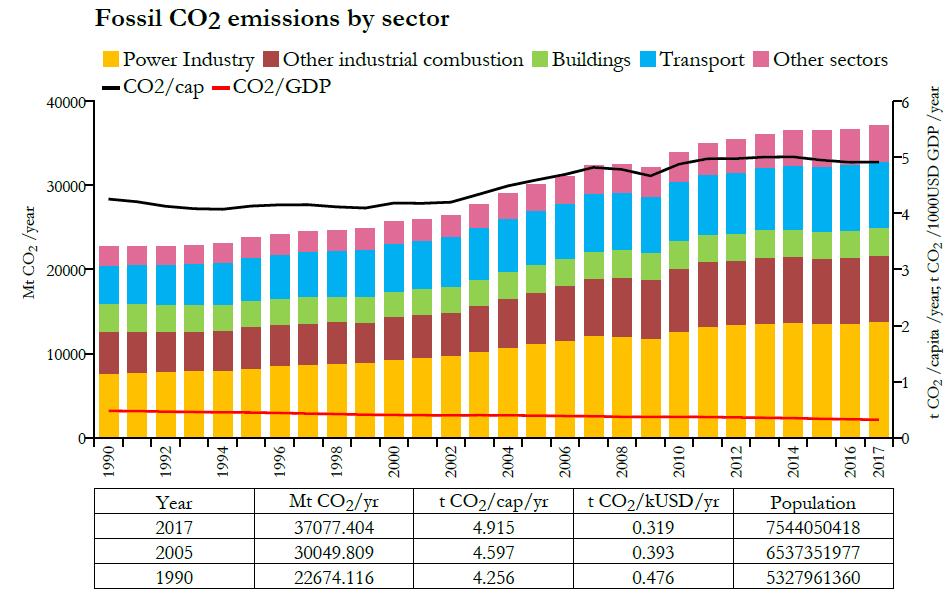 Fossil CO2 emissions by sector
Power Industry Other industrial combustion Buildings Transport Other sectors
CO2/cap CO2/GDP
40000
30000
20000
10000
0
Mt CO2 /year
6
5
4
3
2
1
0
t CO2 /capita /year, t CO2 /1000USD GDP /year
1990 1992 1994 1996 1998 2000 2002 2004 2006 2008 2010 2012 2014 2016 2017
Year Mt CO2/yr t CO2/cap/yr t CO2/kUSD/yr Population
2017 37077.404 4.915 0.319 7544050418
2005 30049.809 4.597 0.393 6537351977
1990 22674.116 4.256 0.476 5327961360